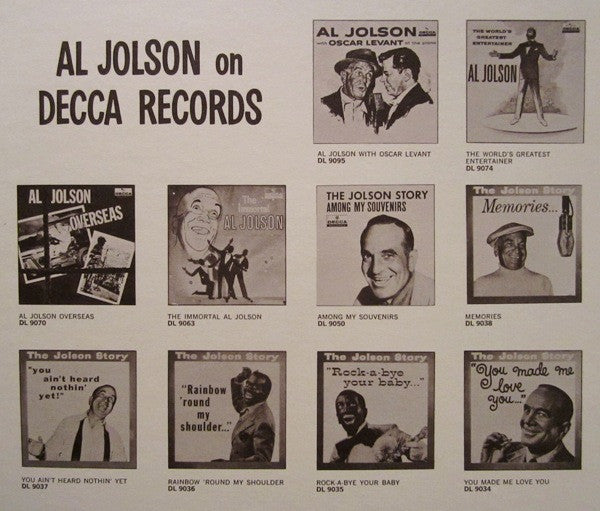 AL JOLSON on
DECCA RECORDS
AL JOLSON
with OSCAR LEVANT at the piano
DECCA
AL JOLSON WITH OSCAR LEVANT
DL 9095
THE WORLD'S GREATEST ENTERTAINER
AL JOLSON
THE WORLD'S GREATEST
ENTERTAINER
DL 9074
AL JOLSON
OVERSEAS
AL JOLSON OVERSEAS
DL 9070
The
Immortal
AL JOLSON
THE IMMORTAL AL JOLSON
DL 9063
THE JOLSON STORY
AMONG MY SOUVENIRS
DECCA
AMONG MY SOUVENIRS
DL 9050
The Jolson Story
Memories...
MEMORIES
DL 9038
The Jolson Story
"you
ain't heard
nothin'
yet!"
YOU AIN'T HEARD NOTHIN' YET
DL 9037
The Jolson Story
"Rainbow
'round
my
shoulder..."
RAINBOW 'ROUND MY SHOULDER
DL 9036
The Jolson Story
"Rock-a-bye
your baby..."
ROCK-A-BYE YOUR BABY
DL 9035
The Jolson Story
"You made me
love
you..."
YOU MADE ME LOVE YOU
DL 9034